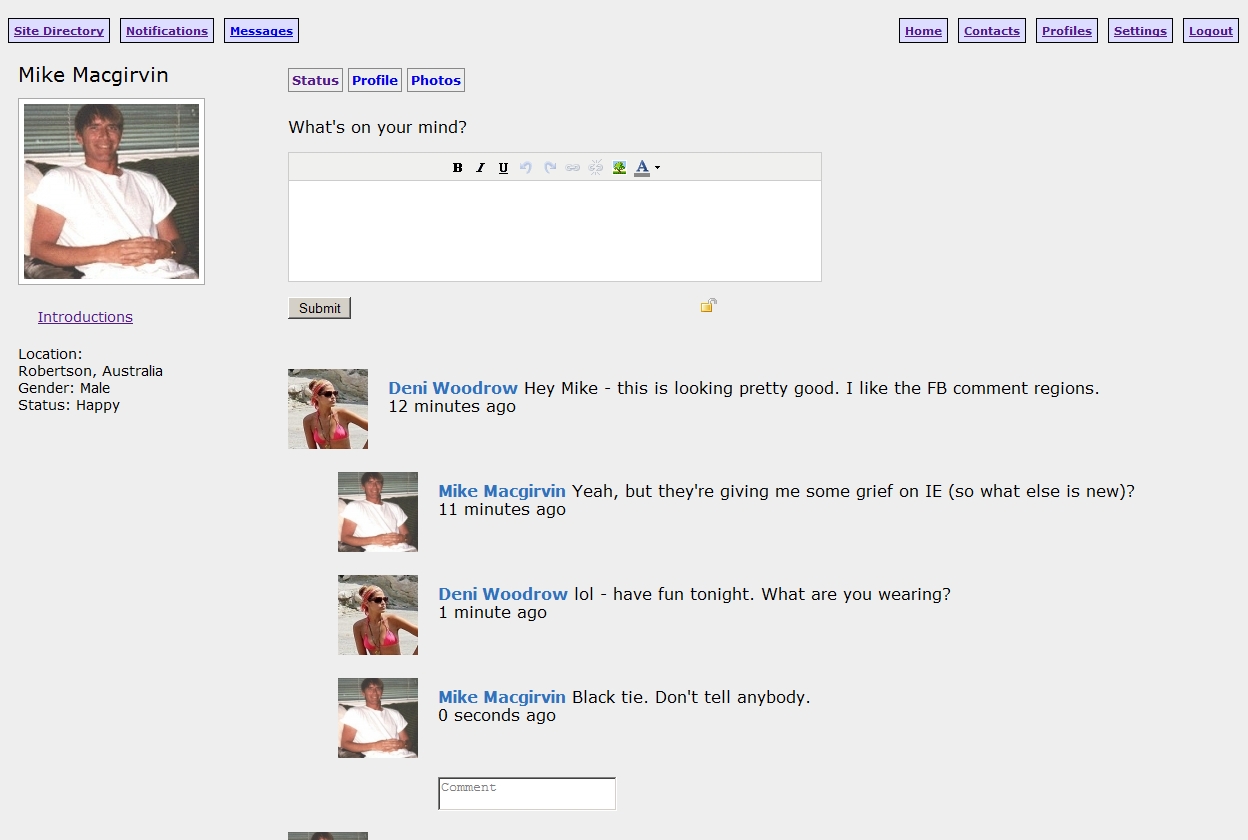 Site Directory Notifications Messages Home Contacts Profiles Settings Logout
Mike Macgirvin
Status Profile Photos
What's on your mind?
B I U A
Submit
Introductions
Location:
Robertson, Australia
Gender: Male
Status: Happy
Deni Woodrow Hey Mike - this is looking pretty good. I like the FB comment regions.
12 minutes ago
Mike Macgirvin Yeah, but they're giving me some grief on IE (so what else is new)?
11 minutes ago
Deni Woodrow lol - have fun tonight. What are you wearing?
1 minute ago
Mike Macgirvin Black tie. Don't tell anybody.
0 seconds ago
Comment